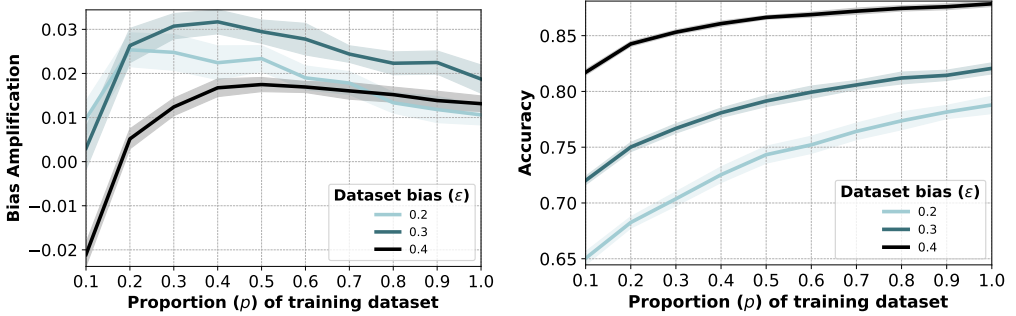 0.03
0.02
0.01
0.00
−0.01
−0.02
Bias Amplification
Dataset bias (ε)
0.2
0.3
0.4
0.1 0.2 0.3 0.4 0.5 0.6 0.7 0.8 0.9 1.0
Proportion (p) of training dataset
0.85
0.80
0.75
0.70
0.65
Accuracy
Dataset bias (ε)
0.2
0.3
0.4
0.1 0.2 0.3 0.4 0.5 0.6 0.7 0.8 0.9 1.0
Proportion (p) of training dataset